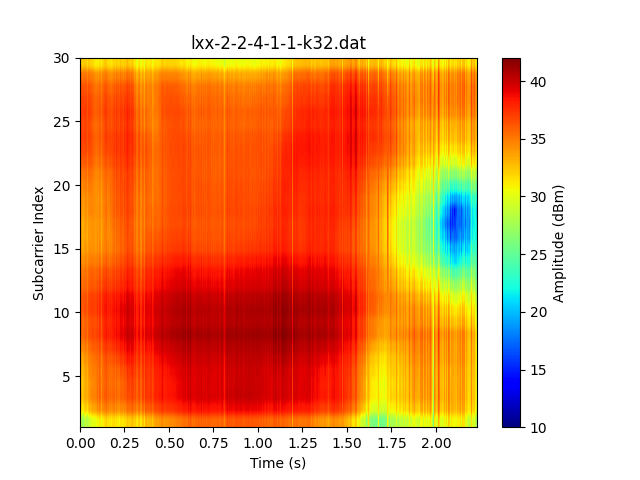 lxx-2-2-4-1-1-k32.dat
30
25
20
15
10
5
Subcarrier Index
0.00 0.25 0.50 0.75 1.00 1.25 1.50 1.75 2.00
Time (s)
40
35
30
25
20
15
10
Amplitude (dBm)